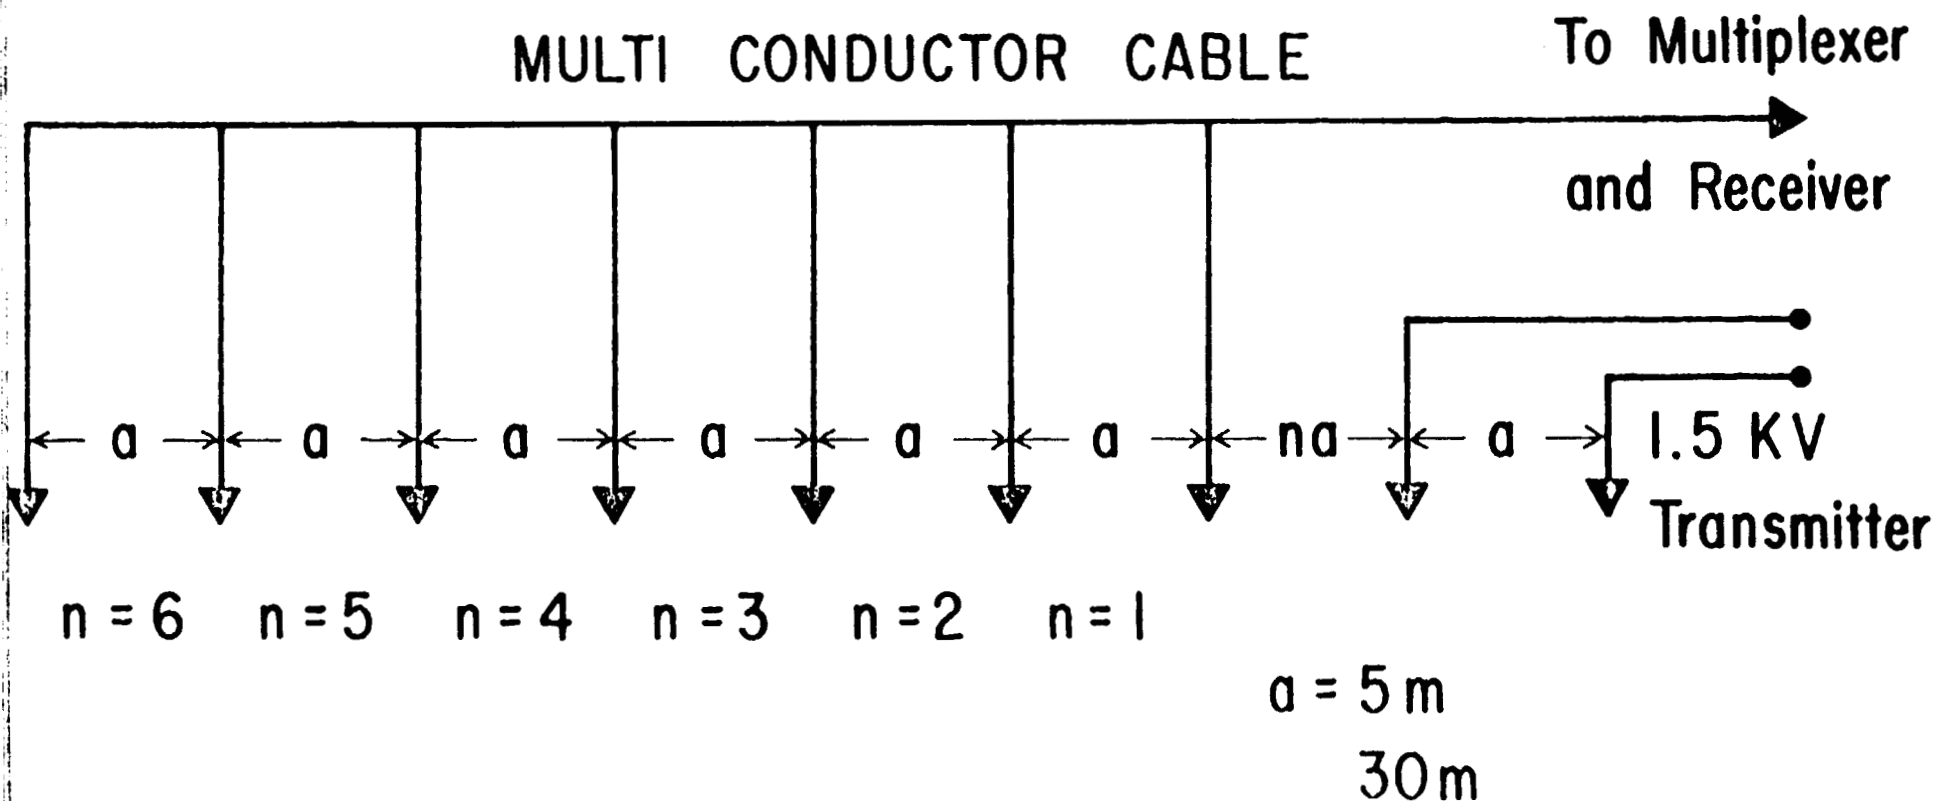 MULTI CONDUCTOR CABLE
To Multiplexer
and Receiver
a a a a a a na a 1.5 KV
Transmitter
n = 6 n = 5 n = 4 n = 3 n = 2 n = 1
a = 5 m
30 m